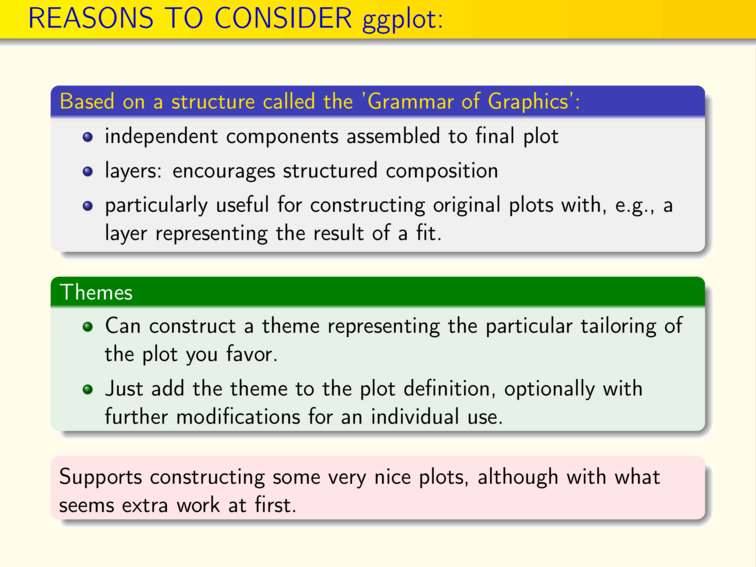 REASONS TO CONSIDER ggplot:
Based on a structure called the 'Grammar of Graphics':
independent components assembled to final plot
layers: encourages structured composition
particularly useful for constructing original plots with, e.g., a
layer representing the result of a fit.
Themes
Can construct a theme representing the particular tailoring of
the plot you favor.
Just add the theme to the plot definition, optionally with
further modifications for an individual use.
Supports constructing some very nice plots, although with what
seems extra work at first.